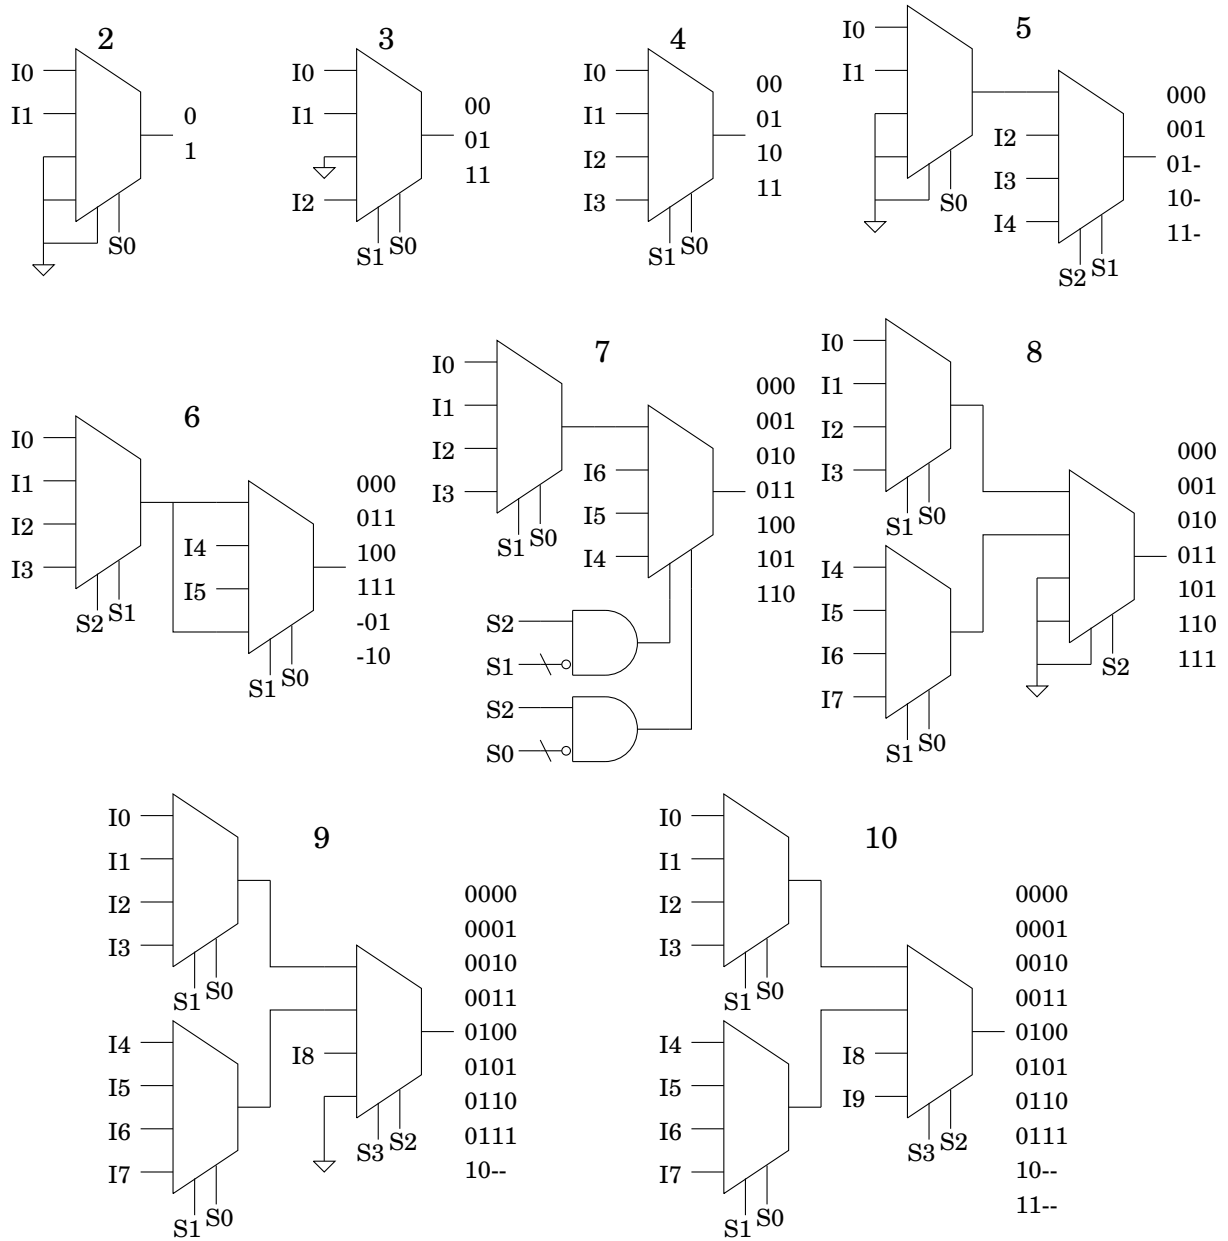 2
I0
I1
S0
0
1
3
I0
I1
I2
S1 S0
00
01
11
4
I0
I1
I2
I3
S1 S0
00
01
10
11
5
I0
I1
S0
I2
I3
I4
S2 S1
000
001
01-
10-
11-
6
I0
I1
I2
I3
S2 S1
I4
I5
S1 S0
000
011
100
111
-01
-10
7
I0
I1
I2
I3
S1 S0
I6
I5
I4
S2
S1
S2
S0
000
001
010
011
100
101
110
8
I0
I1
I2
I3
S1 S0
I4
I5
I6
I7
S1 S0
S2
000
001
010
011
101
110
111
9
I0
I1
I2
I3
S1 S0
I4
I5
I6
I7
S1 S0
I8
S3 S2
0000
0001
0010
0011
0100
0101
0110
0111
10--
10
I0
I1
I2
I3
S1 S0
I4
I5
I6
I7
S1 S0
I8
I9
S3 S2
0000
0001
0010
0011
0100
0101
0110
0111
10--
11--